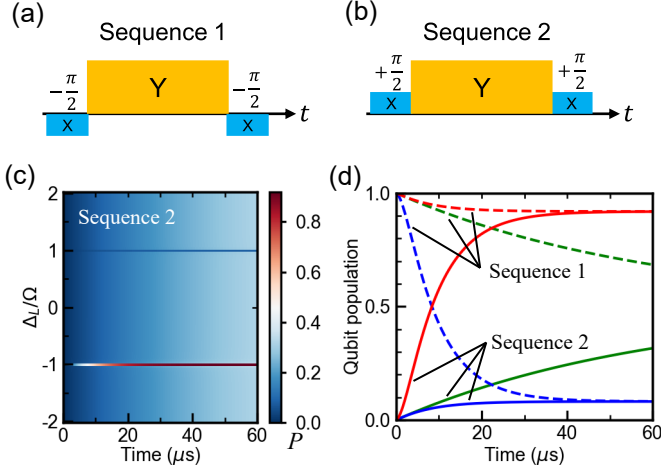 (a)
Sequence 1
−π/2
Y
−π/2
X
X
t
(b)
Sequence 2
+π/2
Y
+π/2
X
X
t
(c)
Sequence 2
Δ_L/Ω
2
1
0
-1
-2
0
20
40
60
Time (μs)
0.8
0.6
0.4
0.2
0.0
P
(d)
Qubit population
1.0
0.5
0.0
Sequence 1
Sequence 2
0
20
40
60
Time (μs)